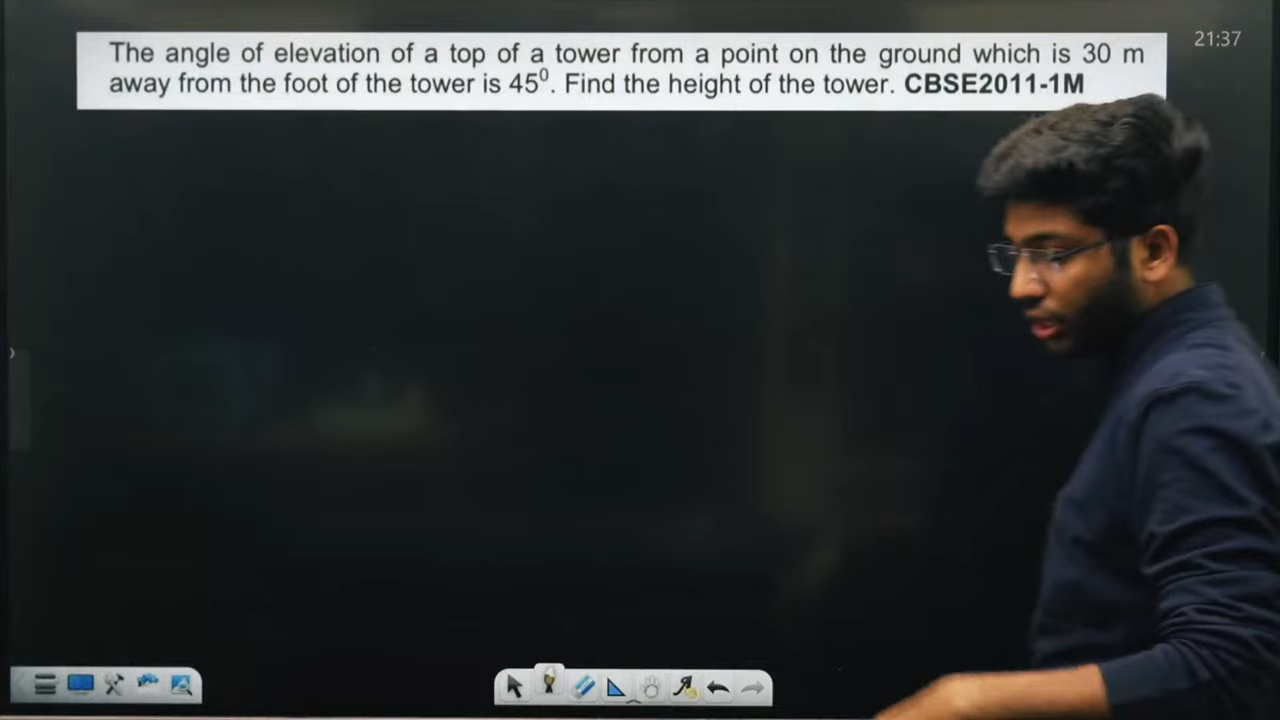 21:37
The angle of elevation of a top of a tower from a point on the ground which is 30 m
away from the foot of the tower is 45⁰. Find the height of the tower. CBSE2011-1M